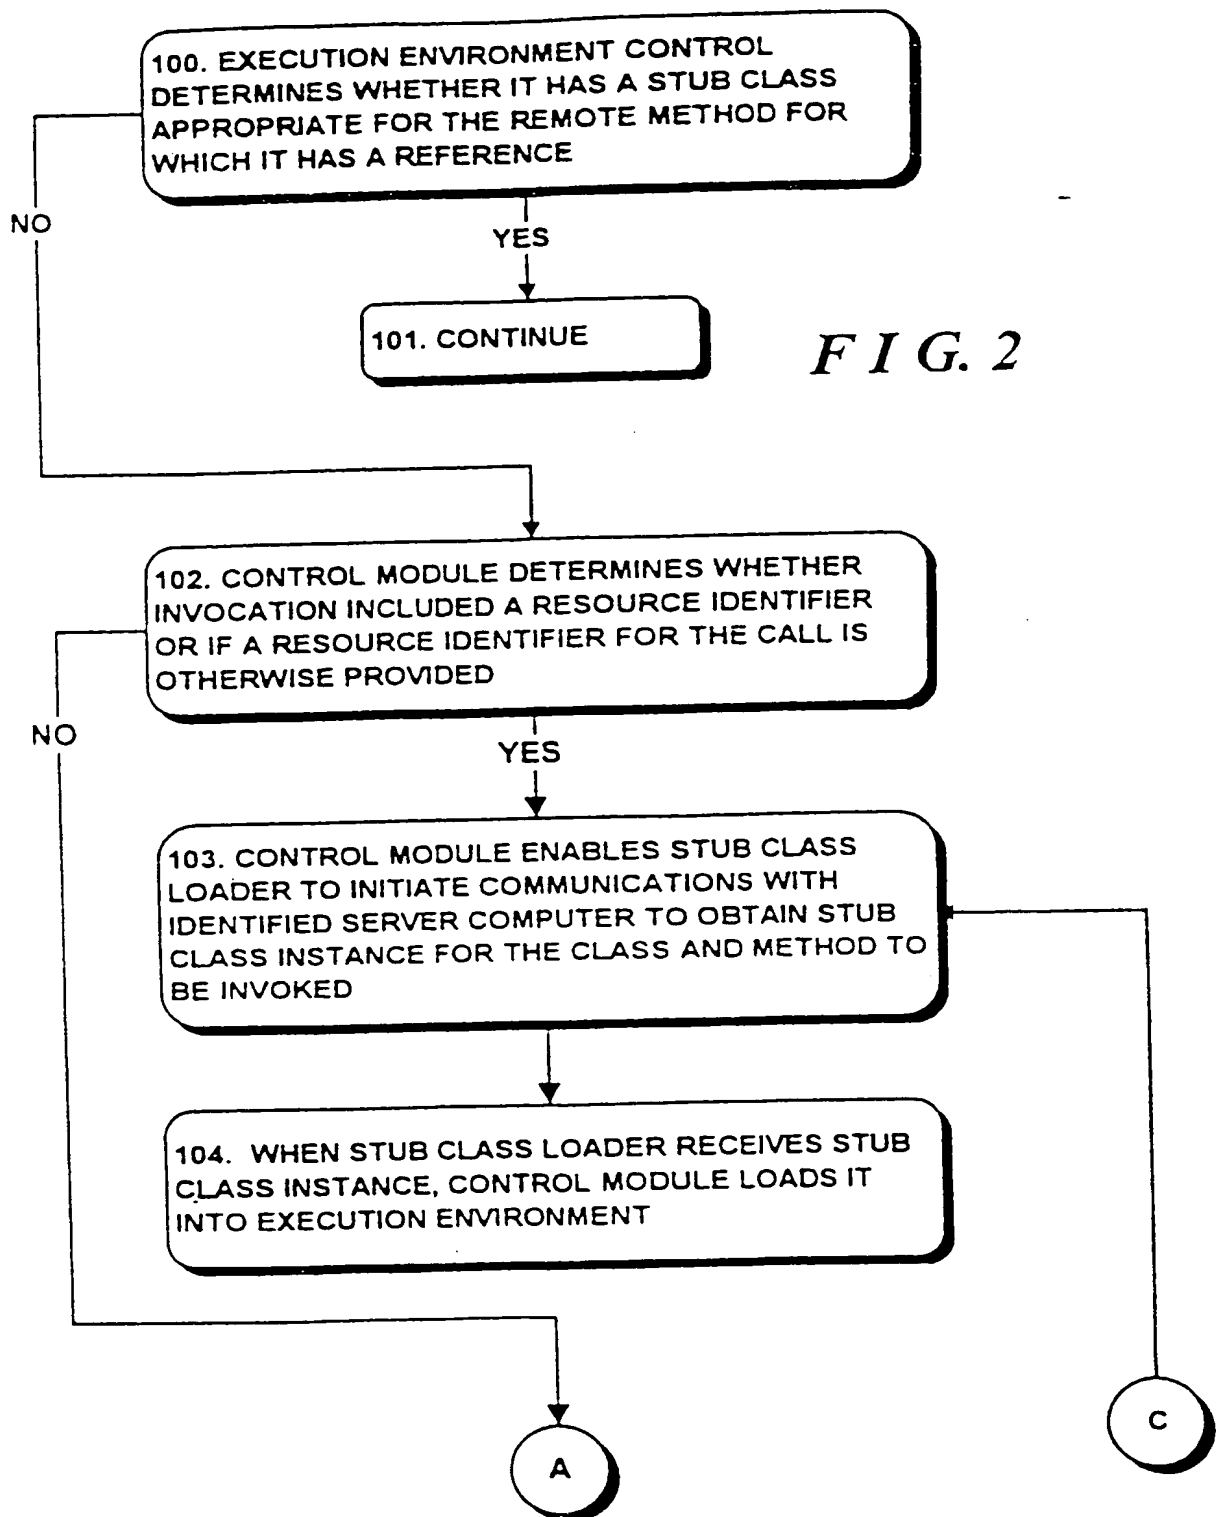 100. EXECUTION ENVIRONMENT CONTROL
DETERMINES WHETHER IT HAS A STUB CLASS
APPROPRIATE FOR THE REMOTE METHOD FOR
WHICH IT HAS A REFERENCE
NO
YES
101. CONTINUE
FIG. 2
102. CONTROL MODULE DETERMINES WHETHER
INVOCATION INCLUDED A RESOURCE IDENTIFIER
OR IF A RESOURCE IDENTIFIER FOR THE CALL IS
OTHERWISE PROVIDED
NO
YES
103. CONTROL MODULE ENABLES STUB CLASS
LOADER TO INITIATE COMMUNICATIONS WITH
IDENTIFIED SERVER COMPUTER TO OBTAIN STUB
CLASS INSTANCE FOR THE CLASS AND METHOD TO
BE INVOKED
104. WHEN STUB CLASS LOADER RECEIVES STUB
CLASS INSTANCE, CONTROL MODULE LOADS IT
INTO EXECUTION ENVIRONMENT
C
A